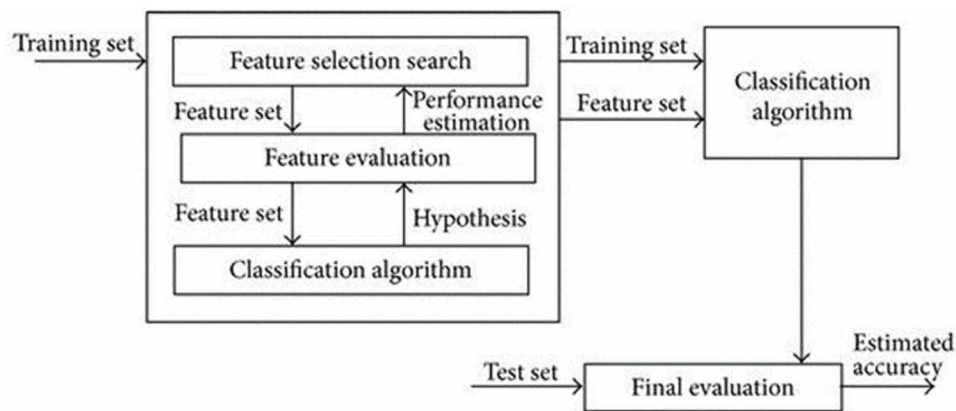 Training set
Feature selection search
Feature set
Performance
estimation
Feature evaluation
Feature set
Hypothesis
Classification algorithm
Training set
Feature set
Classification
algorithm
Test set
Final evaluation
Estimated
accuracy